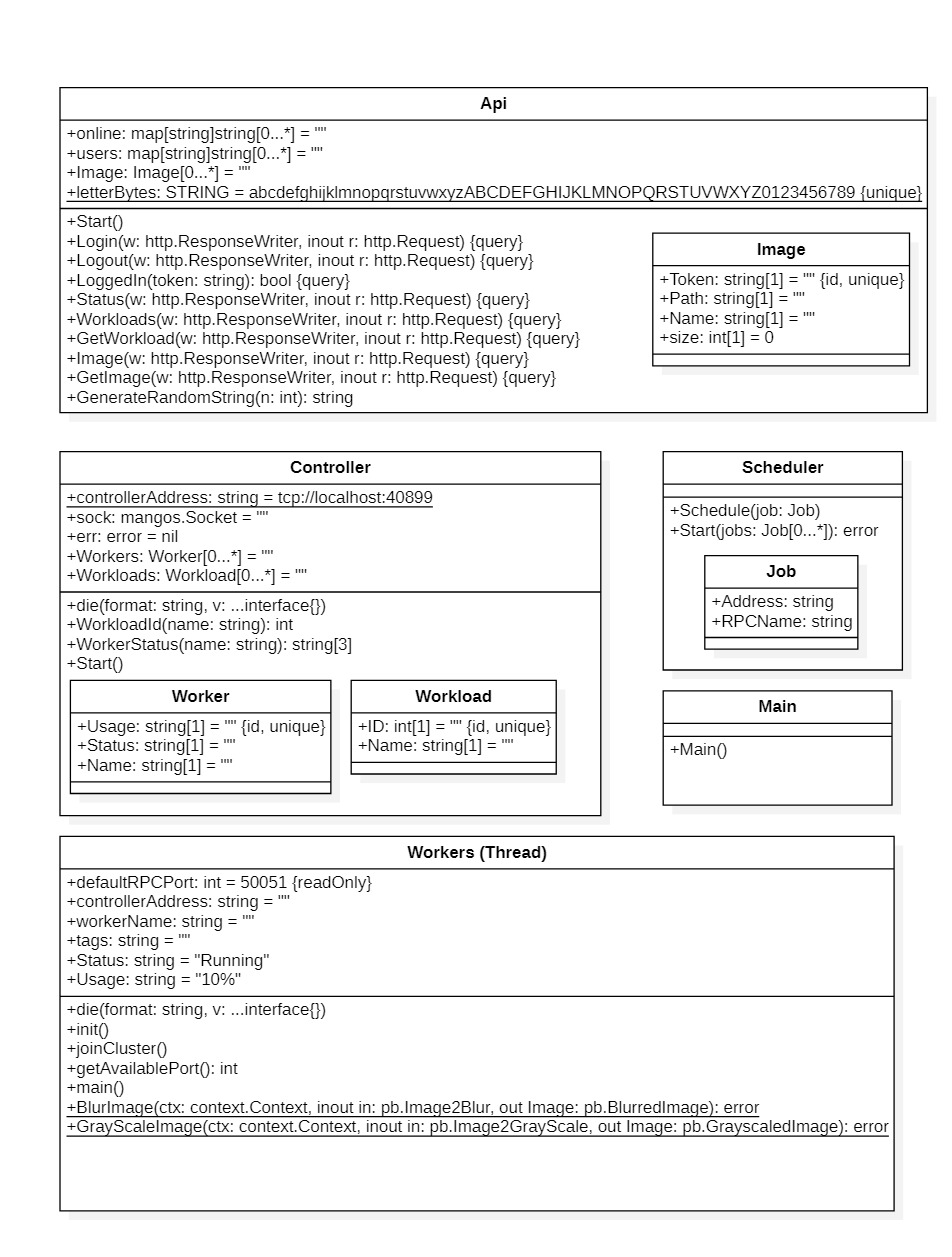 Api
+online: map[string]string[0...*] = ""
+users: map[string]string[0...*] = ""
+Image: Image[0...*] = ""
+letterBytes: STRING = abcdefghijklmnopqrstuvwxyzABCDEFGHIJKLMNOPQRSTUVWXYZ0123456789 {unique}
+Start()
+Login(w: http.ResponseWriter, inout r: http.Request) {query}
+Logout(w: http.ResponseWriter, inout r: http.Request) {query}
+LoggedIn(token: string): bool {query}
+Status(w: http.ResponseWriter, inout r: http.Request) {query}
+Workloads(w: http.ResponseWriter, inout r: http.Request) {query}
+GetWorkload(w: http.ResponseWriter, inout r: http.Request) {query}
+Image(w: http.ResponseWriter, inout r: http.Request) {query}
+GetImage(w: http.ResponseWriter, inout r: http.Request) {query}
+GenerateRandomString(n: int): string
Image
+Token: string[1] = "" {id, unique}
+Path: string[1] = ""
+Name: string[1] = ""
+size: int[1] = 0
Controller
+controllerAddress: string = tcp://localhost:40899
+sock: mangos.Socket = ""
+err: error = nil
+Workers: Worker[0...*] = ""
+Workloads: Workload[0...*] = ""
+die(format: string, v: ...interface{})
+WorkloadId(name: string): int
+WorkerStatus(name: string): string[3]
+Start()
Worker
+Usage: string[1] = "" {id, unique}
+Status: string[1] = ""
+Name: string[1] = ""
Workload
+ID: int[1] = "" {id, unique}
+Name: string[1] = ""
Scheduler
+Schedule(job: Job)
+Start(jobs: Job[0...*]): error
Job
+Address: string
+RPCName: string
Main
+Main()
Workers (Thread)
+defaultRPCPort: int = 50051 {readOnly}
+controllerAddress: string = ""
+workerName: string = ""
+tags: string = ""
+Status: string = "Running"
+Usage: string = "10%"
+die(format: string, v: ...interface{})
+init()
+joinCluster()
+getAvailablePort(): int
+main()
+BlurImage(ctx: context.Context, inout in: pb.Image2Blur, out Image: pb.BlurredImage): error
+GrayScaleImage(ctx: context.Context, inout in: pb.Image2GrayScale, out Image: pb.GrayscaledImage): error